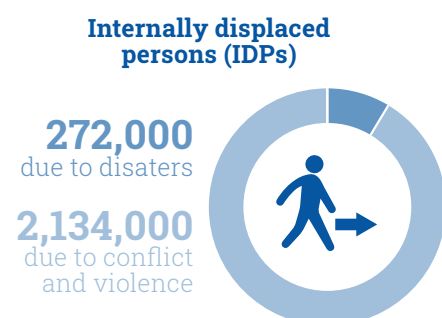 Internally displaced
persons (IDPs)
272,000
due to disaters
2,134,000
due to conflict
and violence